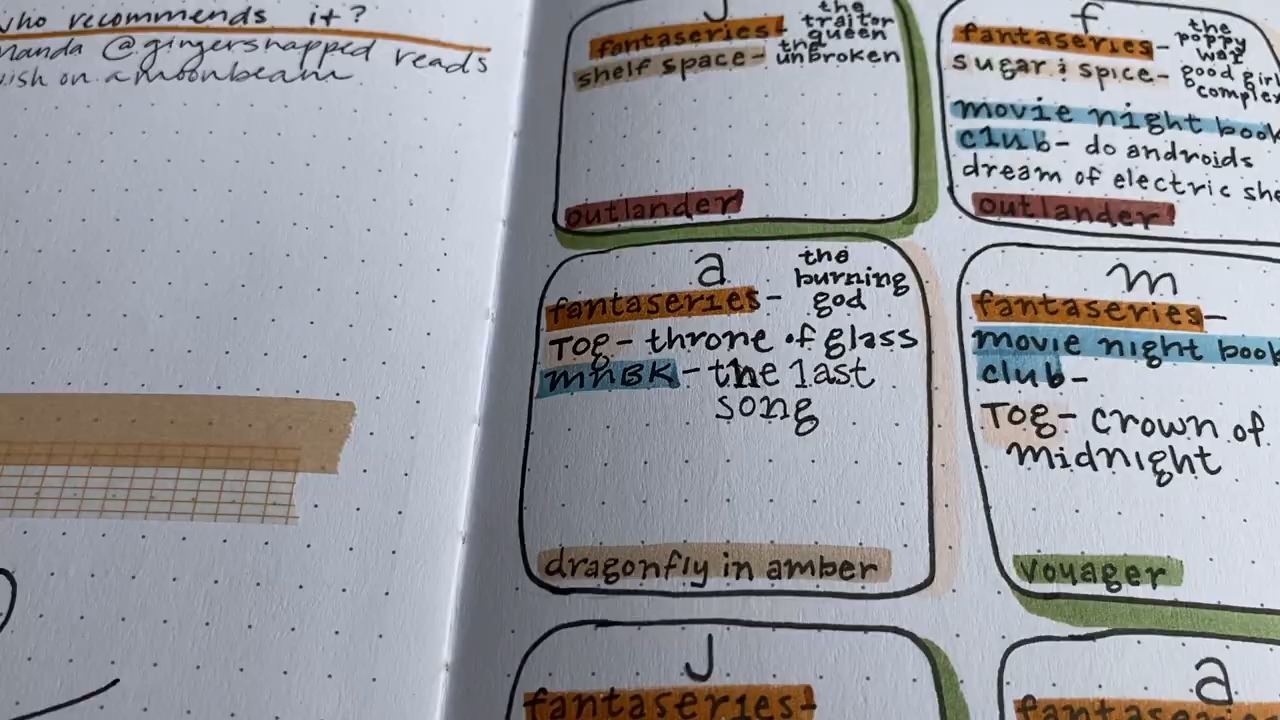 who recommends it?
manda @gingersnapped reads
wish on a moonbeam
J
fantaseries- the traitor queen
shelf space- the unbroken
outlander
f
fantaseries- the poppy war
sugar & spice- good girl complex
movie night book
club- do androids
dream of electric she
outlander
a
fantaseries- the burning god
TOG- throne of glass
MNBK- the last
song
dragonfly in amber
m
fantaseries-
movie night book
club-
TOG- crown of
midnight
voyager
J
fantaseries-
a
fantaseries